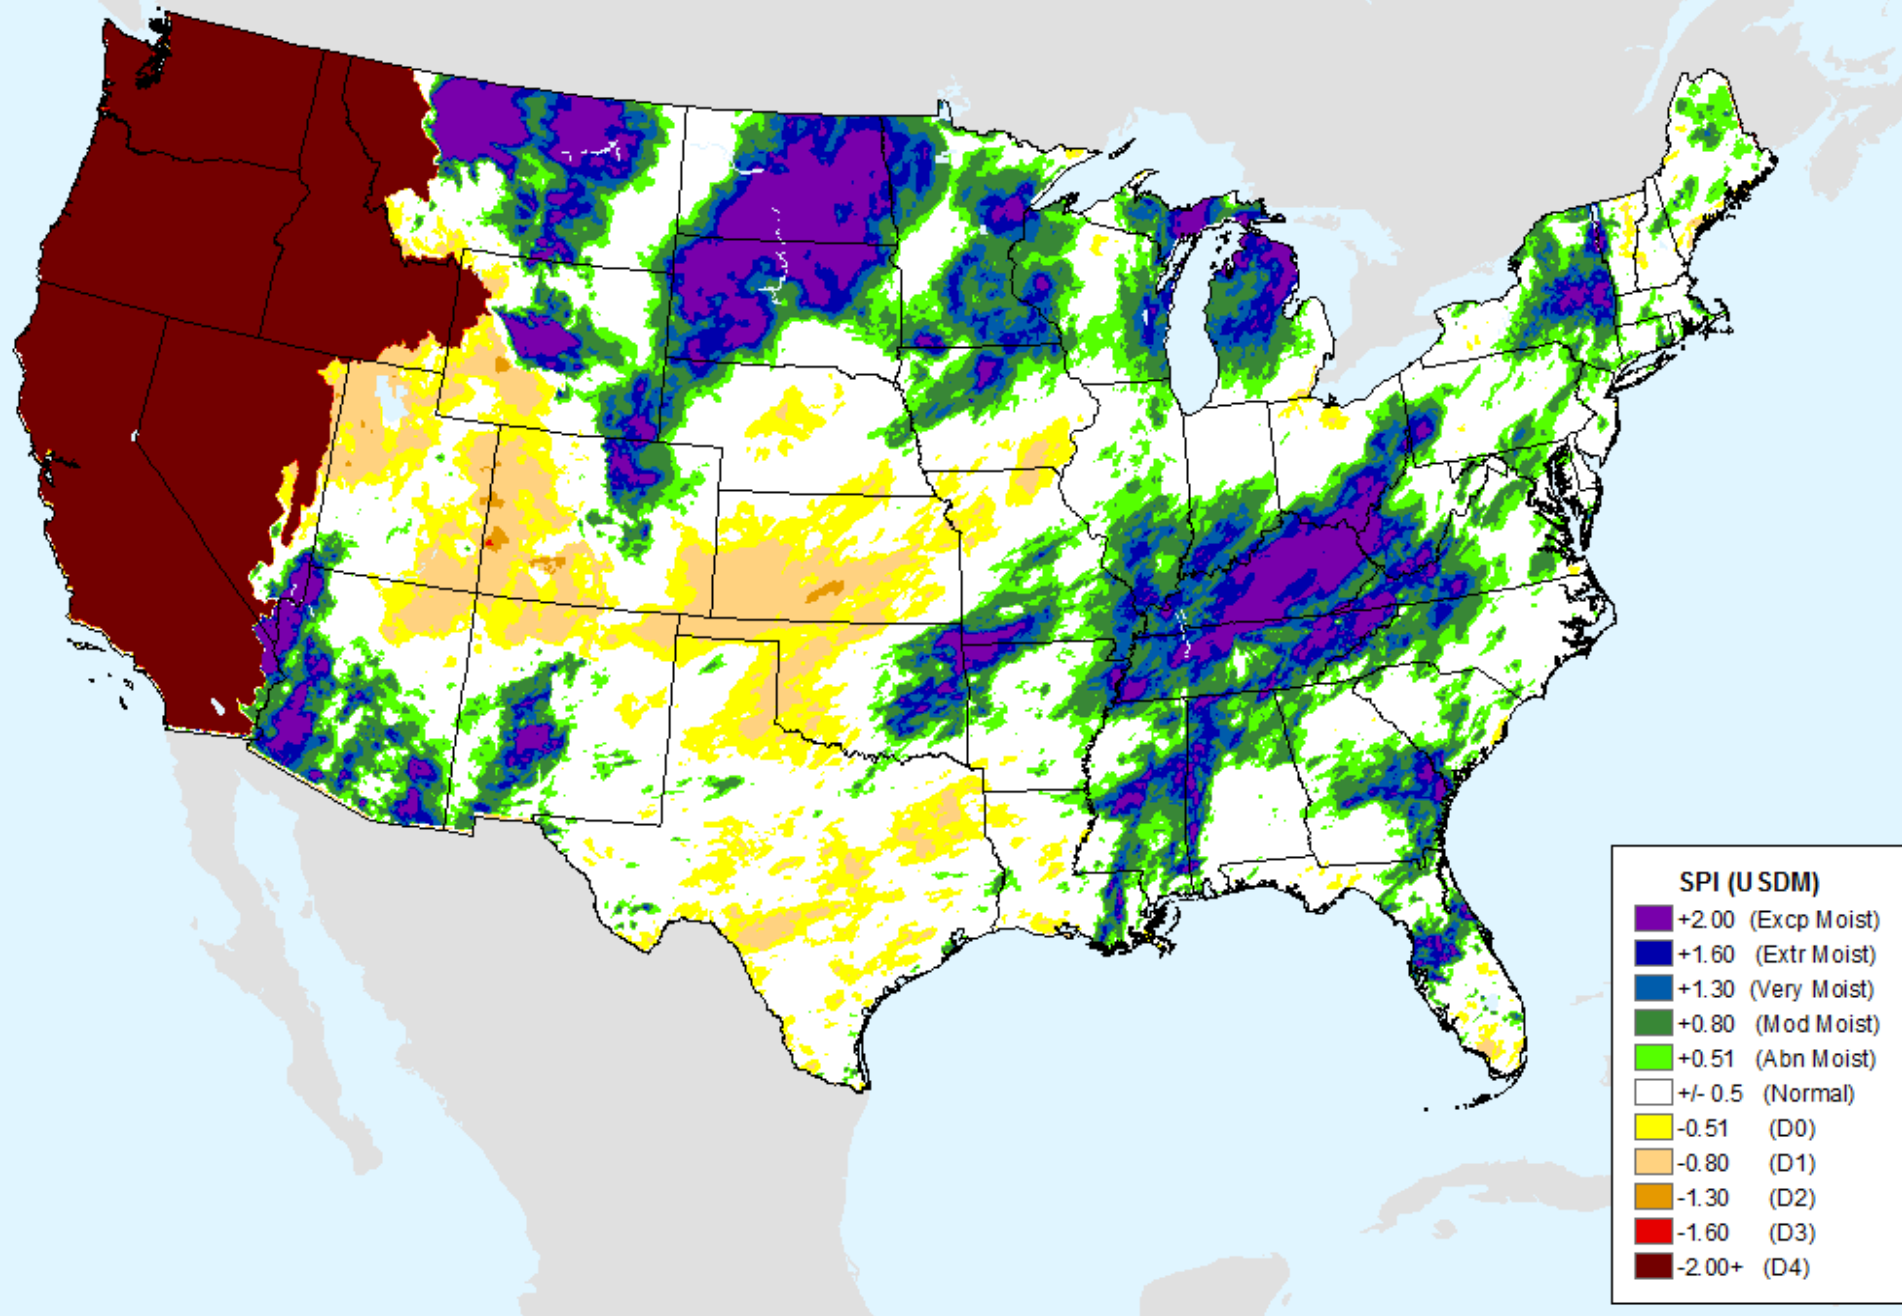 SPI (USDM)
+2.00 (Excp Moist)
+1.60 (Extr Moist)
+1.30 (Very Moist)
+0.80 (Mod Moist)
+0.51 (Abn Moist)
+/- 0.5 (Normal)
-0.51 (D0)
-0.80 (D1)
-1.30 (D2)
-1.60 (D3)
-2.00+ (D4)